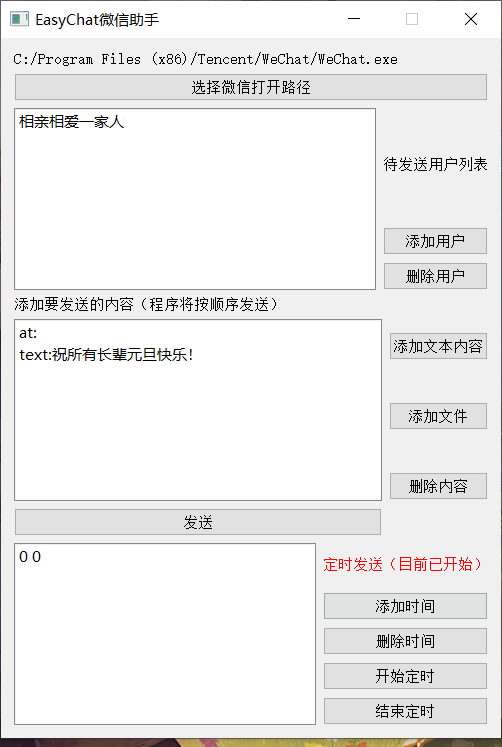 EasyChat微信助手
C:/Program Files (x86)/Tencent/WeChat/WeChat.exe
选择微信打开路径
相亲相爱一家人
待发送用户列表
添加用户
删除用户
添加要发送的内容（程序将按顺序发送）
at:
text:祝所有长辈元旦快乐!
添加文本内容
添加文件
删除内容
发送
0 0
定时发送（目前已开始）
添加时间
删除时间
开始定时
结束定时